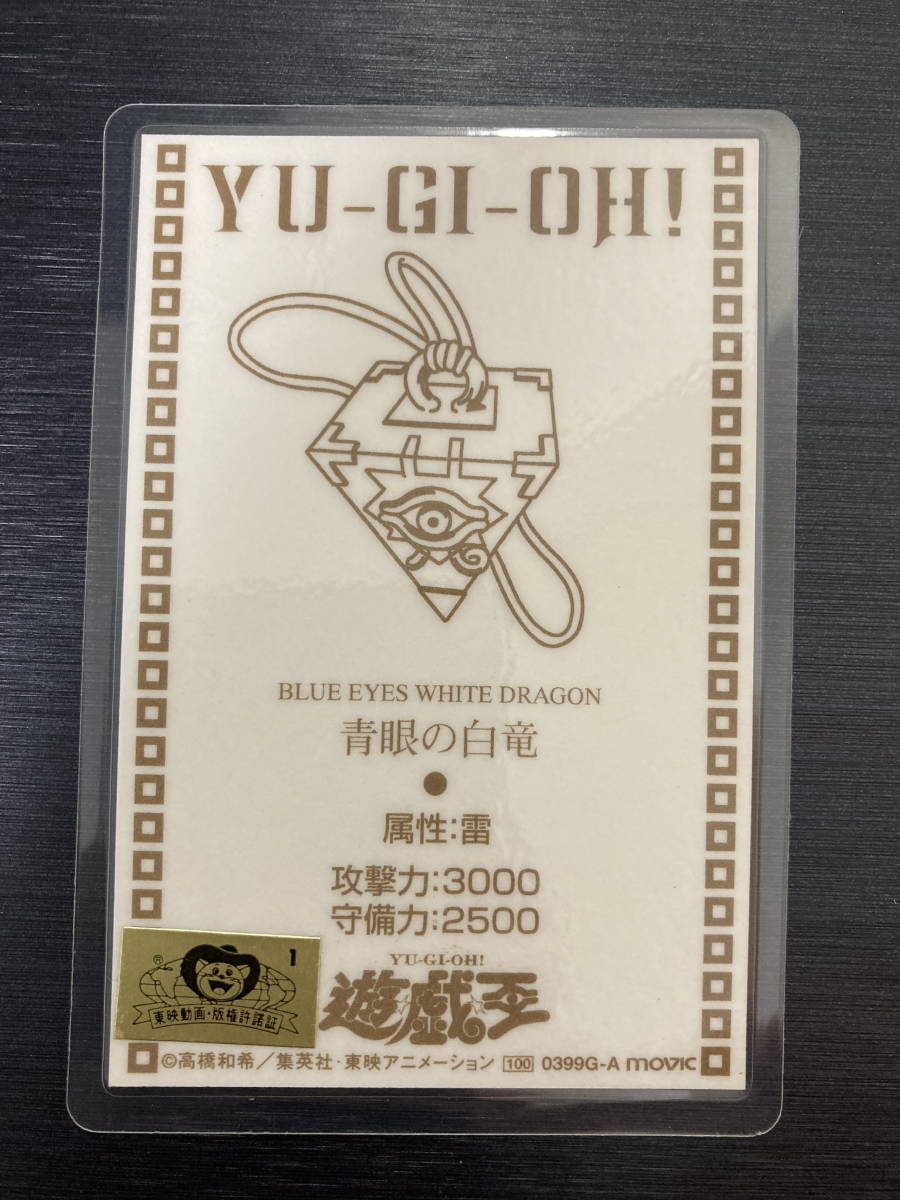 YU-GI-OH!
BLUE EYES WHITE DRAGON
青眼の白竜
●
属性:雷
攻撃力:3000
守備力:2500
YU-GI-OH!
遊戯王
® 1
東映動画・版権許諾証
©高橋和希／集英社・東映アニメーション 100 0399G-A movic